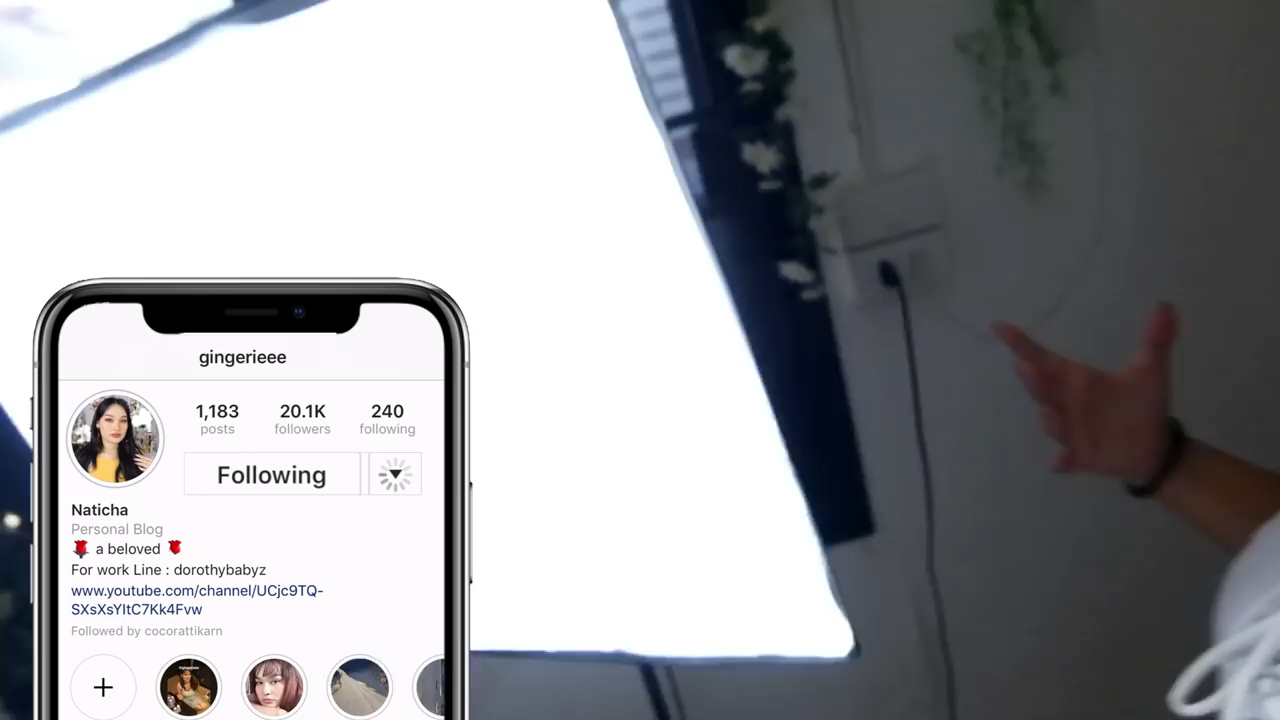 gingerieee
1,183 20.1K 240
posts followers following
Following
Naticha
Personal Blog
🌹 a beloved 🌹
For work Line : dorothybabyz
www.youtube.com/channel/UCjc9TQ-
SXsXsYItC7Kk4Fvw
Followed by cocorattikarn